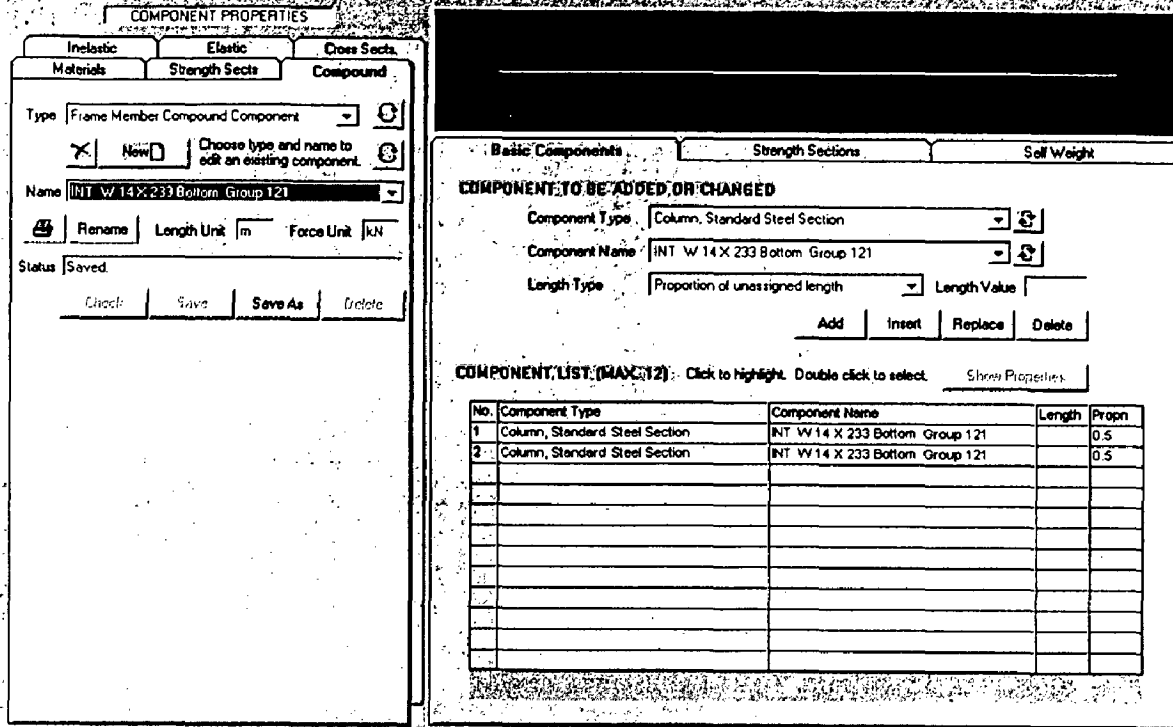 COMPONENT PROPERTIES
Inelastic Elastic Cross Sects.
Materials Strength Sects Compound
Type Frame Member Compound Component
New Choose type and name to
edit an existing component.
Name INT W 14 X 233 Bottom Group 121
Rename Length Unit m Force Unit kN
Status Saved.
Check Save Save As Delete
Basic Components Strength Sections Self Weight
COMPONENT TO BE ADDED OR CHANGED
Component Type Column, Standard Steel Section
Component Name INT W 14 X 233 Bottom Group 121
Length Type Proportion of unassigned length Length Value
Add Insert Replace Delete
COMPONENT LIST (MAX. 12) Click to highlight. Double click to select. Show Properties
No. Component Type Component Name Length Propn
1 Column, Standard Steel Section INT W 14 X 233 Bottom Group 121 0.5
2 Column, Standard Steel Section INT W 14 X 233 Bottom Group 121 0.5